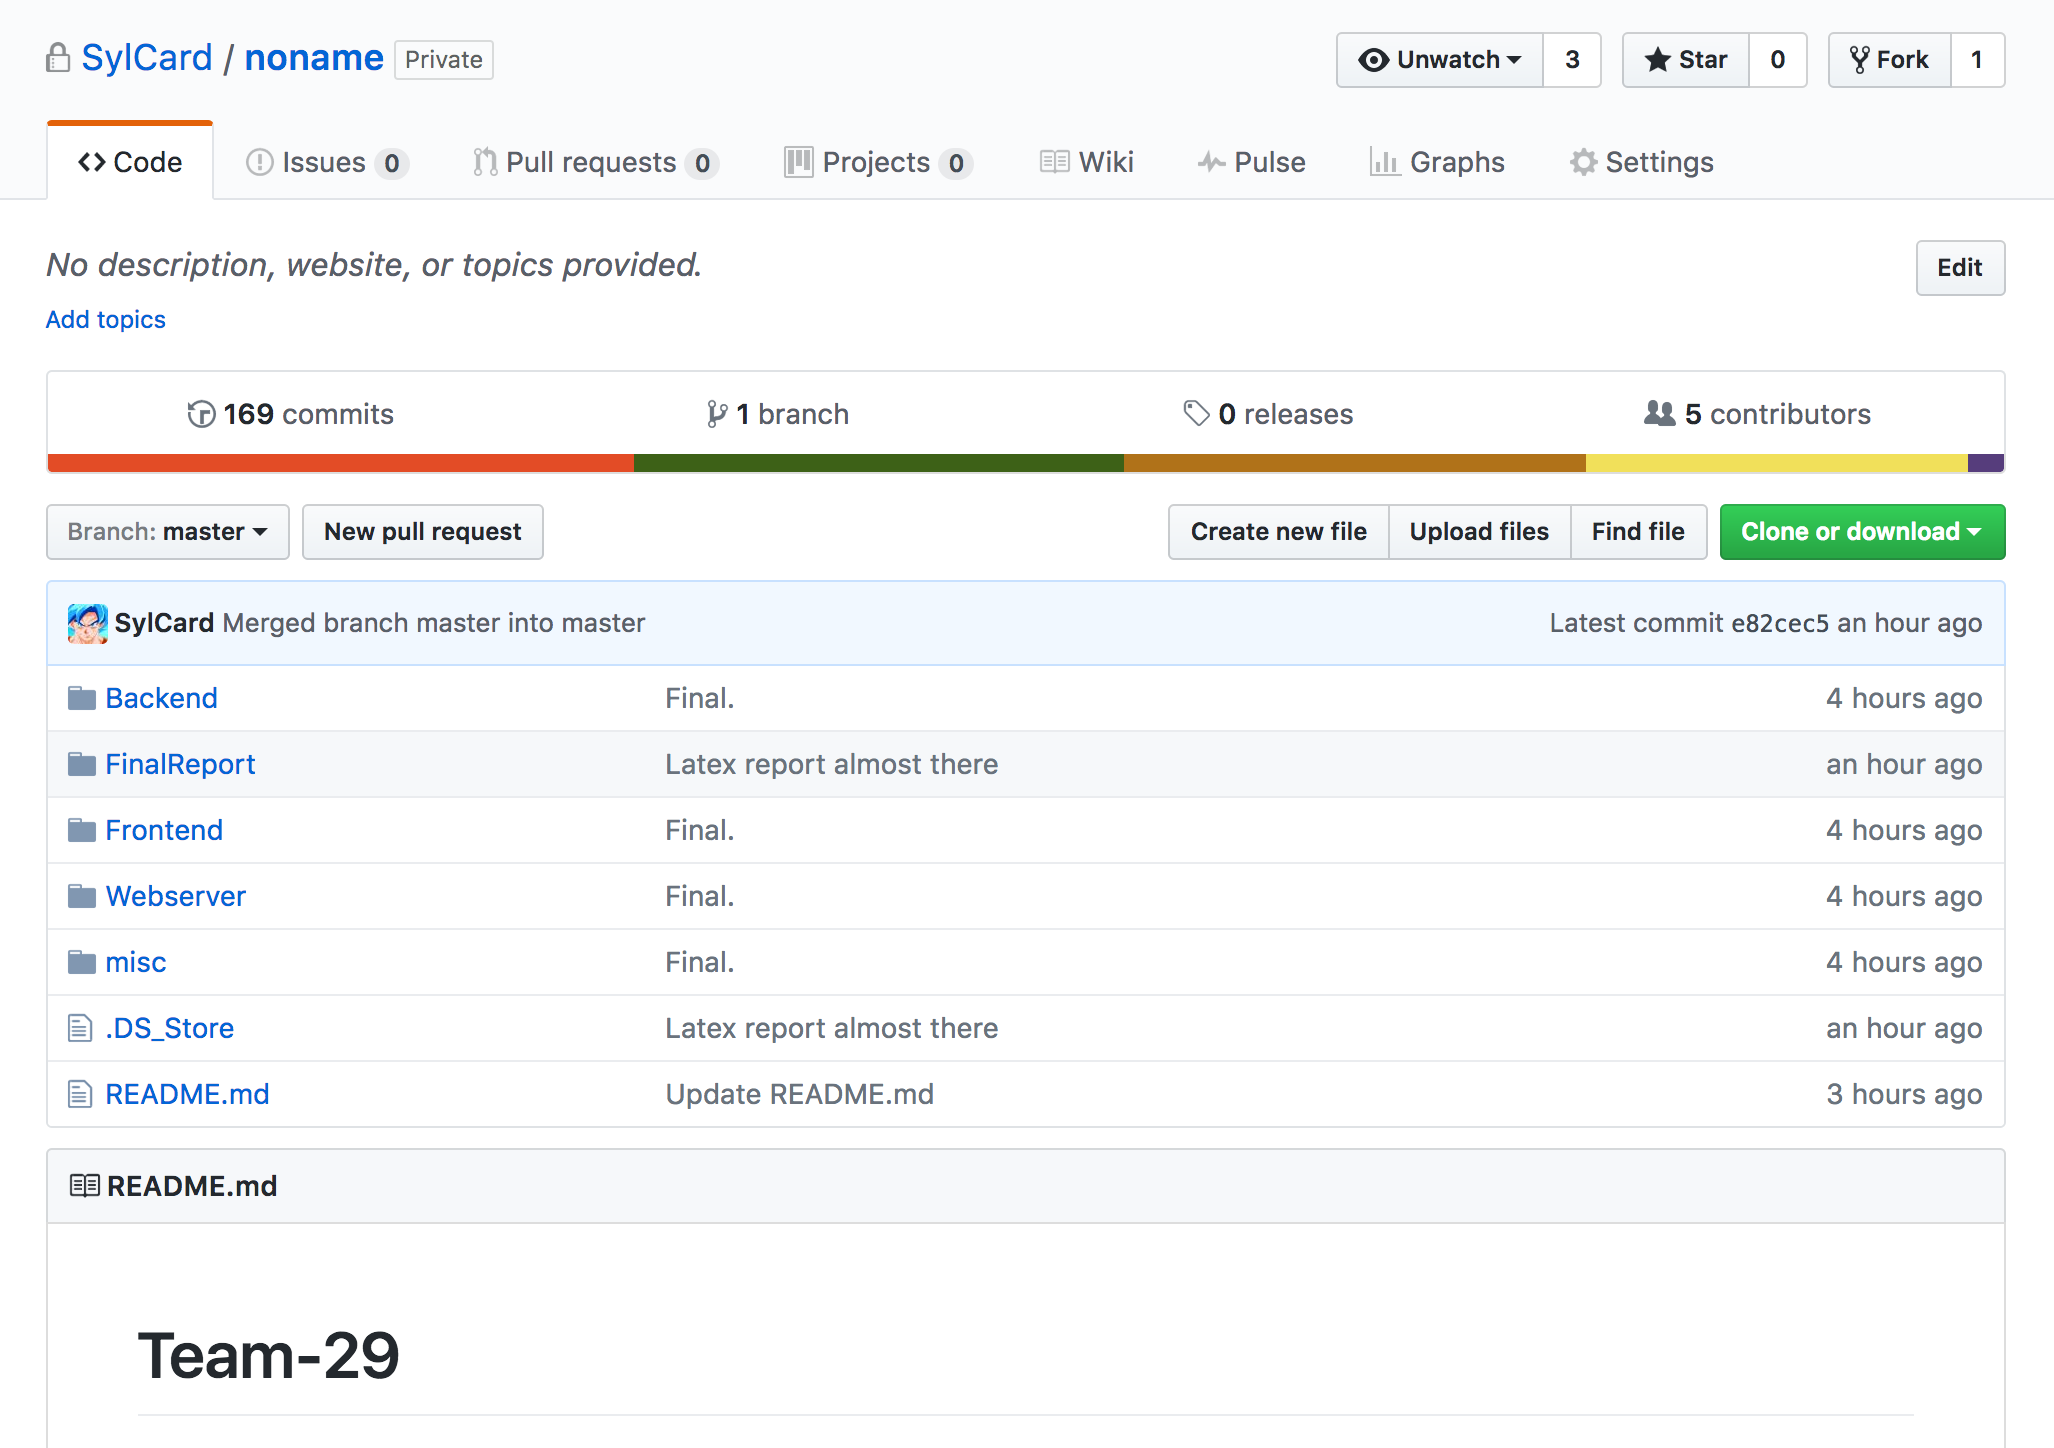 SylCard / noname Private Unwatch 3 Star 0 Fork 1
Code Issues 0 Pull requests 0 Projects 0 Wiki Pulse Graphs Settings
No description, website, or topics provided. Edit
Add topics
169 commits 1 branch 0 releases 5 contributors
Branch: master New pull request Create new file Upload files Find file Clone or download
SylCard Merged branch master into master Latest commit e82cec5 an hour ago
Backend Final. 4 hours ago
FinalReport Latex report almost there an hour ago
Frontend Final. 4 hours ago
Webserver Final. 4 hours ago
misc Final. 4 hours ago
.DS_Store Latex report almost there an hour ago
README.md Update README.md 3 hours ago
README.md
Team-29